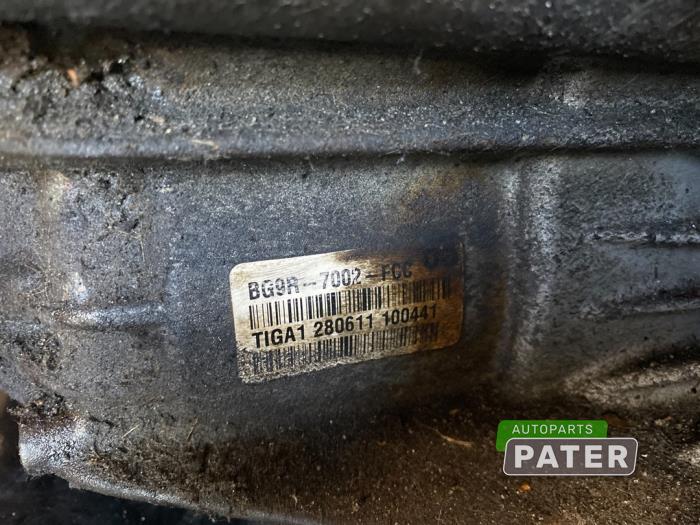 BG9R-7002-FCC
TIGA1 280611 100441
AUTOPARTS
PATER